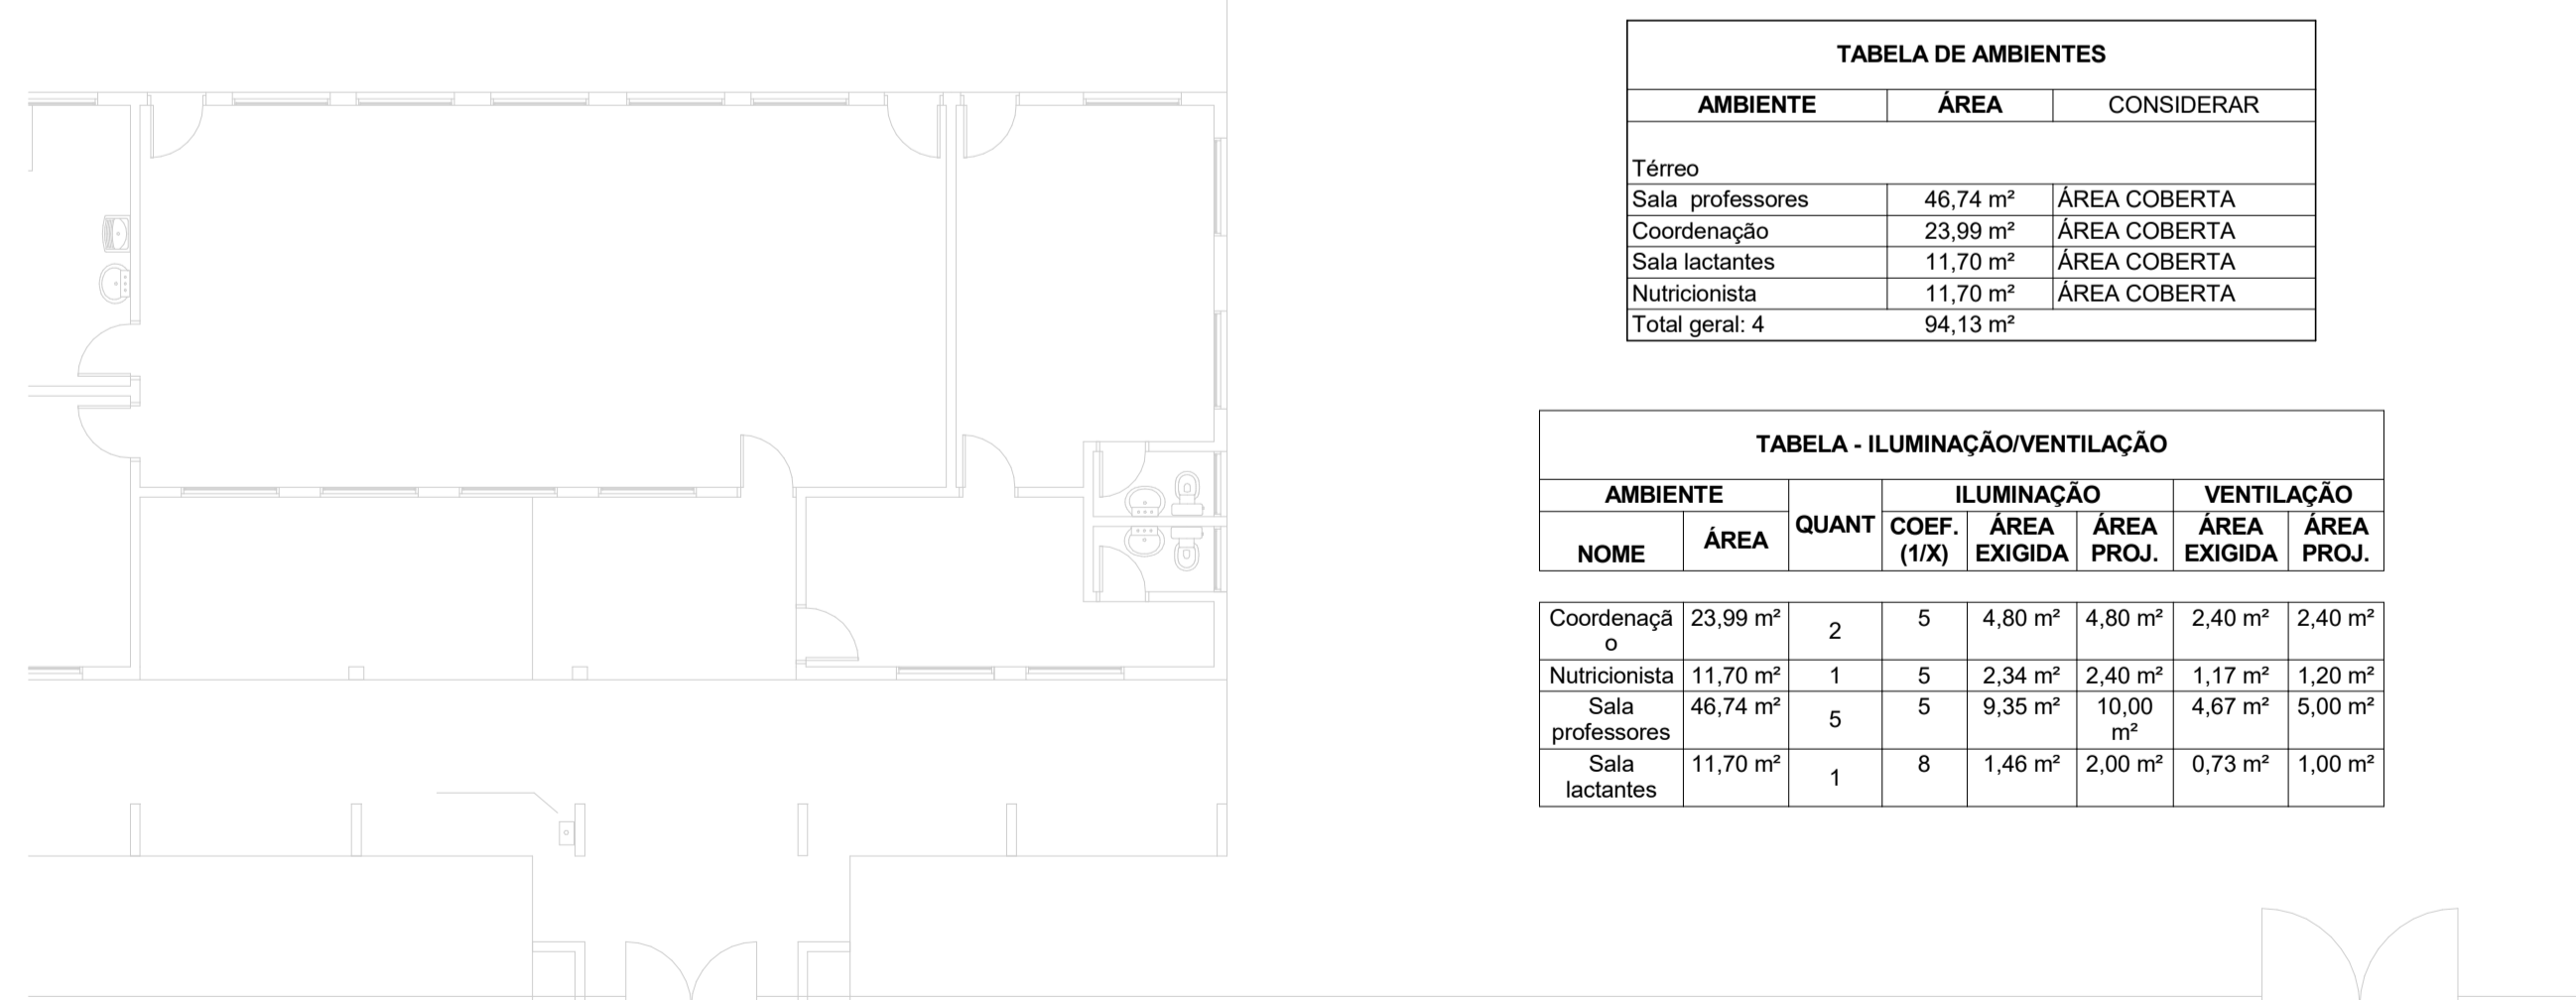 TABELA DE AMBIENTES
AMBIENTE ÁREA CONSIDERAR
Térreo
Sala professores 46,74 m² ÁREA COBERTA
Coordenação 23,99 m² ÁREA COBERTA
Sala lactantes 11,70 m² ÁREA COBERTA
Nutricionista 11,70 m² ÁREA COBERTA
Total geral: 4 94,13 m²
TABELA - ILUMINAÇÃO/VENTILAÇÃO
AMBIENTE QUANT ILUMINAÇÃO VENTILAÇÃO
NOME ÁREA COEF. (1/X) ÁREA EXIGIDA ÁREA PROJ. ÁREA EXIGIDA ÁREA PROJ.
Coordenaçã
o 23,99 m² 2 5 4,80 m² 4,80 m² 2,40 m² 2,40 m²
Nutricionista 11,70 m² 1 5 2,34 m² 2,40 m² 1,17 m² 1,20 m²
Sala
professores 46,74 m² 5 5 9,35 m² 10,00 m² 4,67 m² 5,00 m²
Sala
lactantes 11,70 m² 1 8 1,46 m² 2,00 m² 0,73 m² 1,00 m²